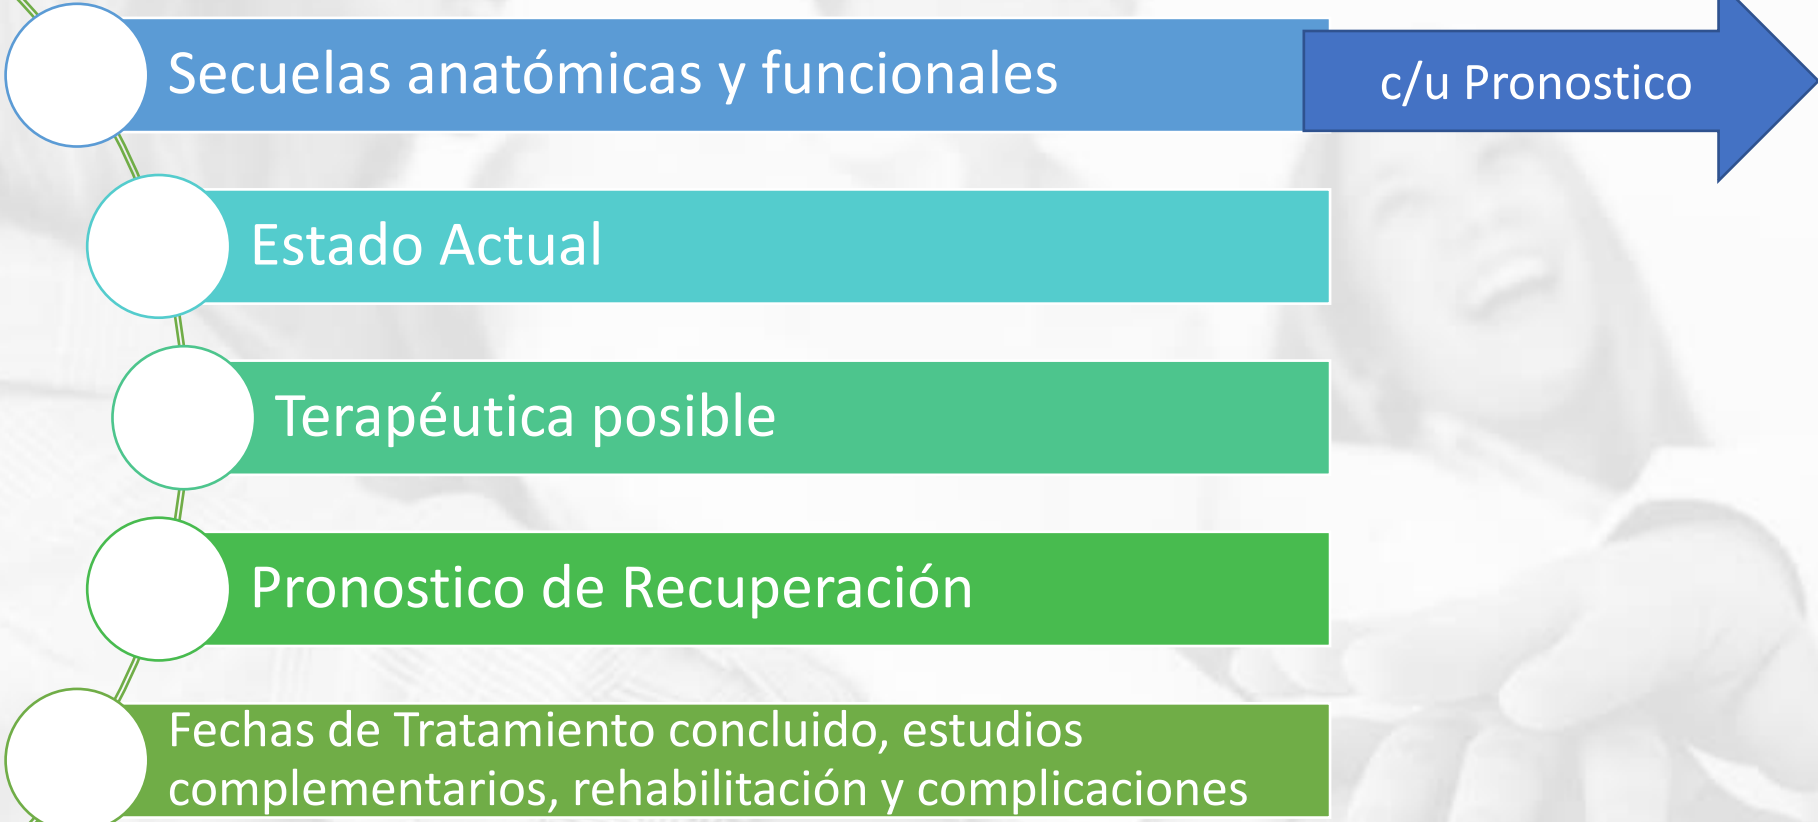 Secuelas anatómicas y funcionales
c/u Pronostico
Estado Actual
Terapéutica posible
Pronostico de Recuperación
Fechas de Tratamiento concluido, estudios
complementarios, rehabilitación y complicaciones